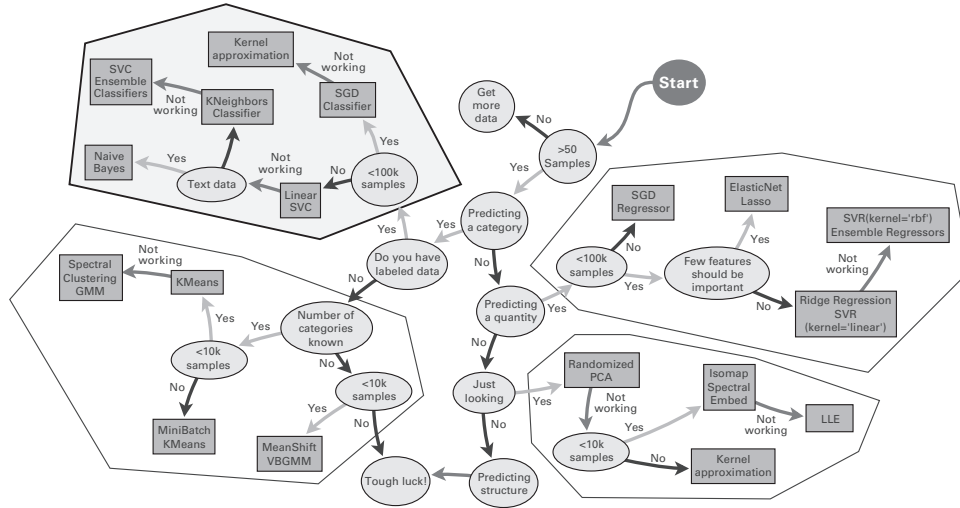 Start
Get
more
data
No
>50
Samples
Yes
Predicting
a category
Yes
No
Do you have
labeled data
Yes
No
Kernel
approximation
Not
working
SGD
Classifier
Yes
<100k
samples
No
Linear
SVC
Not
working
Text data
Yes
Naive
Bayes
KNeighbors
Classifier
Not
working
SVC
Ensemble
Classifiers
Predicting
a quantity
Yes
No
<100k
samples
No
SGD
Regressor
Yes
Few features
should be
important
Yes
ElasticNet
Lasso
No
Ridge Regression
SVR
(kernel='linear')
Not
working
SVR(kernel='rbf')
Ensemble Regressors
Number of
categories
known
Yes
No
<10k
samples
Yes
KMeans
Not
working
Spectral
Clustering
GMM
No
MiniBatch
KMeans
<10k
samples
Yes
MeanShift
VBGMM
No
Tough luck!
Just
looking
Yes
No
Randomized
PCA
Not
working
<10k
samples
Yes
Isomap
Spectral
Embed
Not
working
LLE
No
Kernel
approximation
Predicting
structure